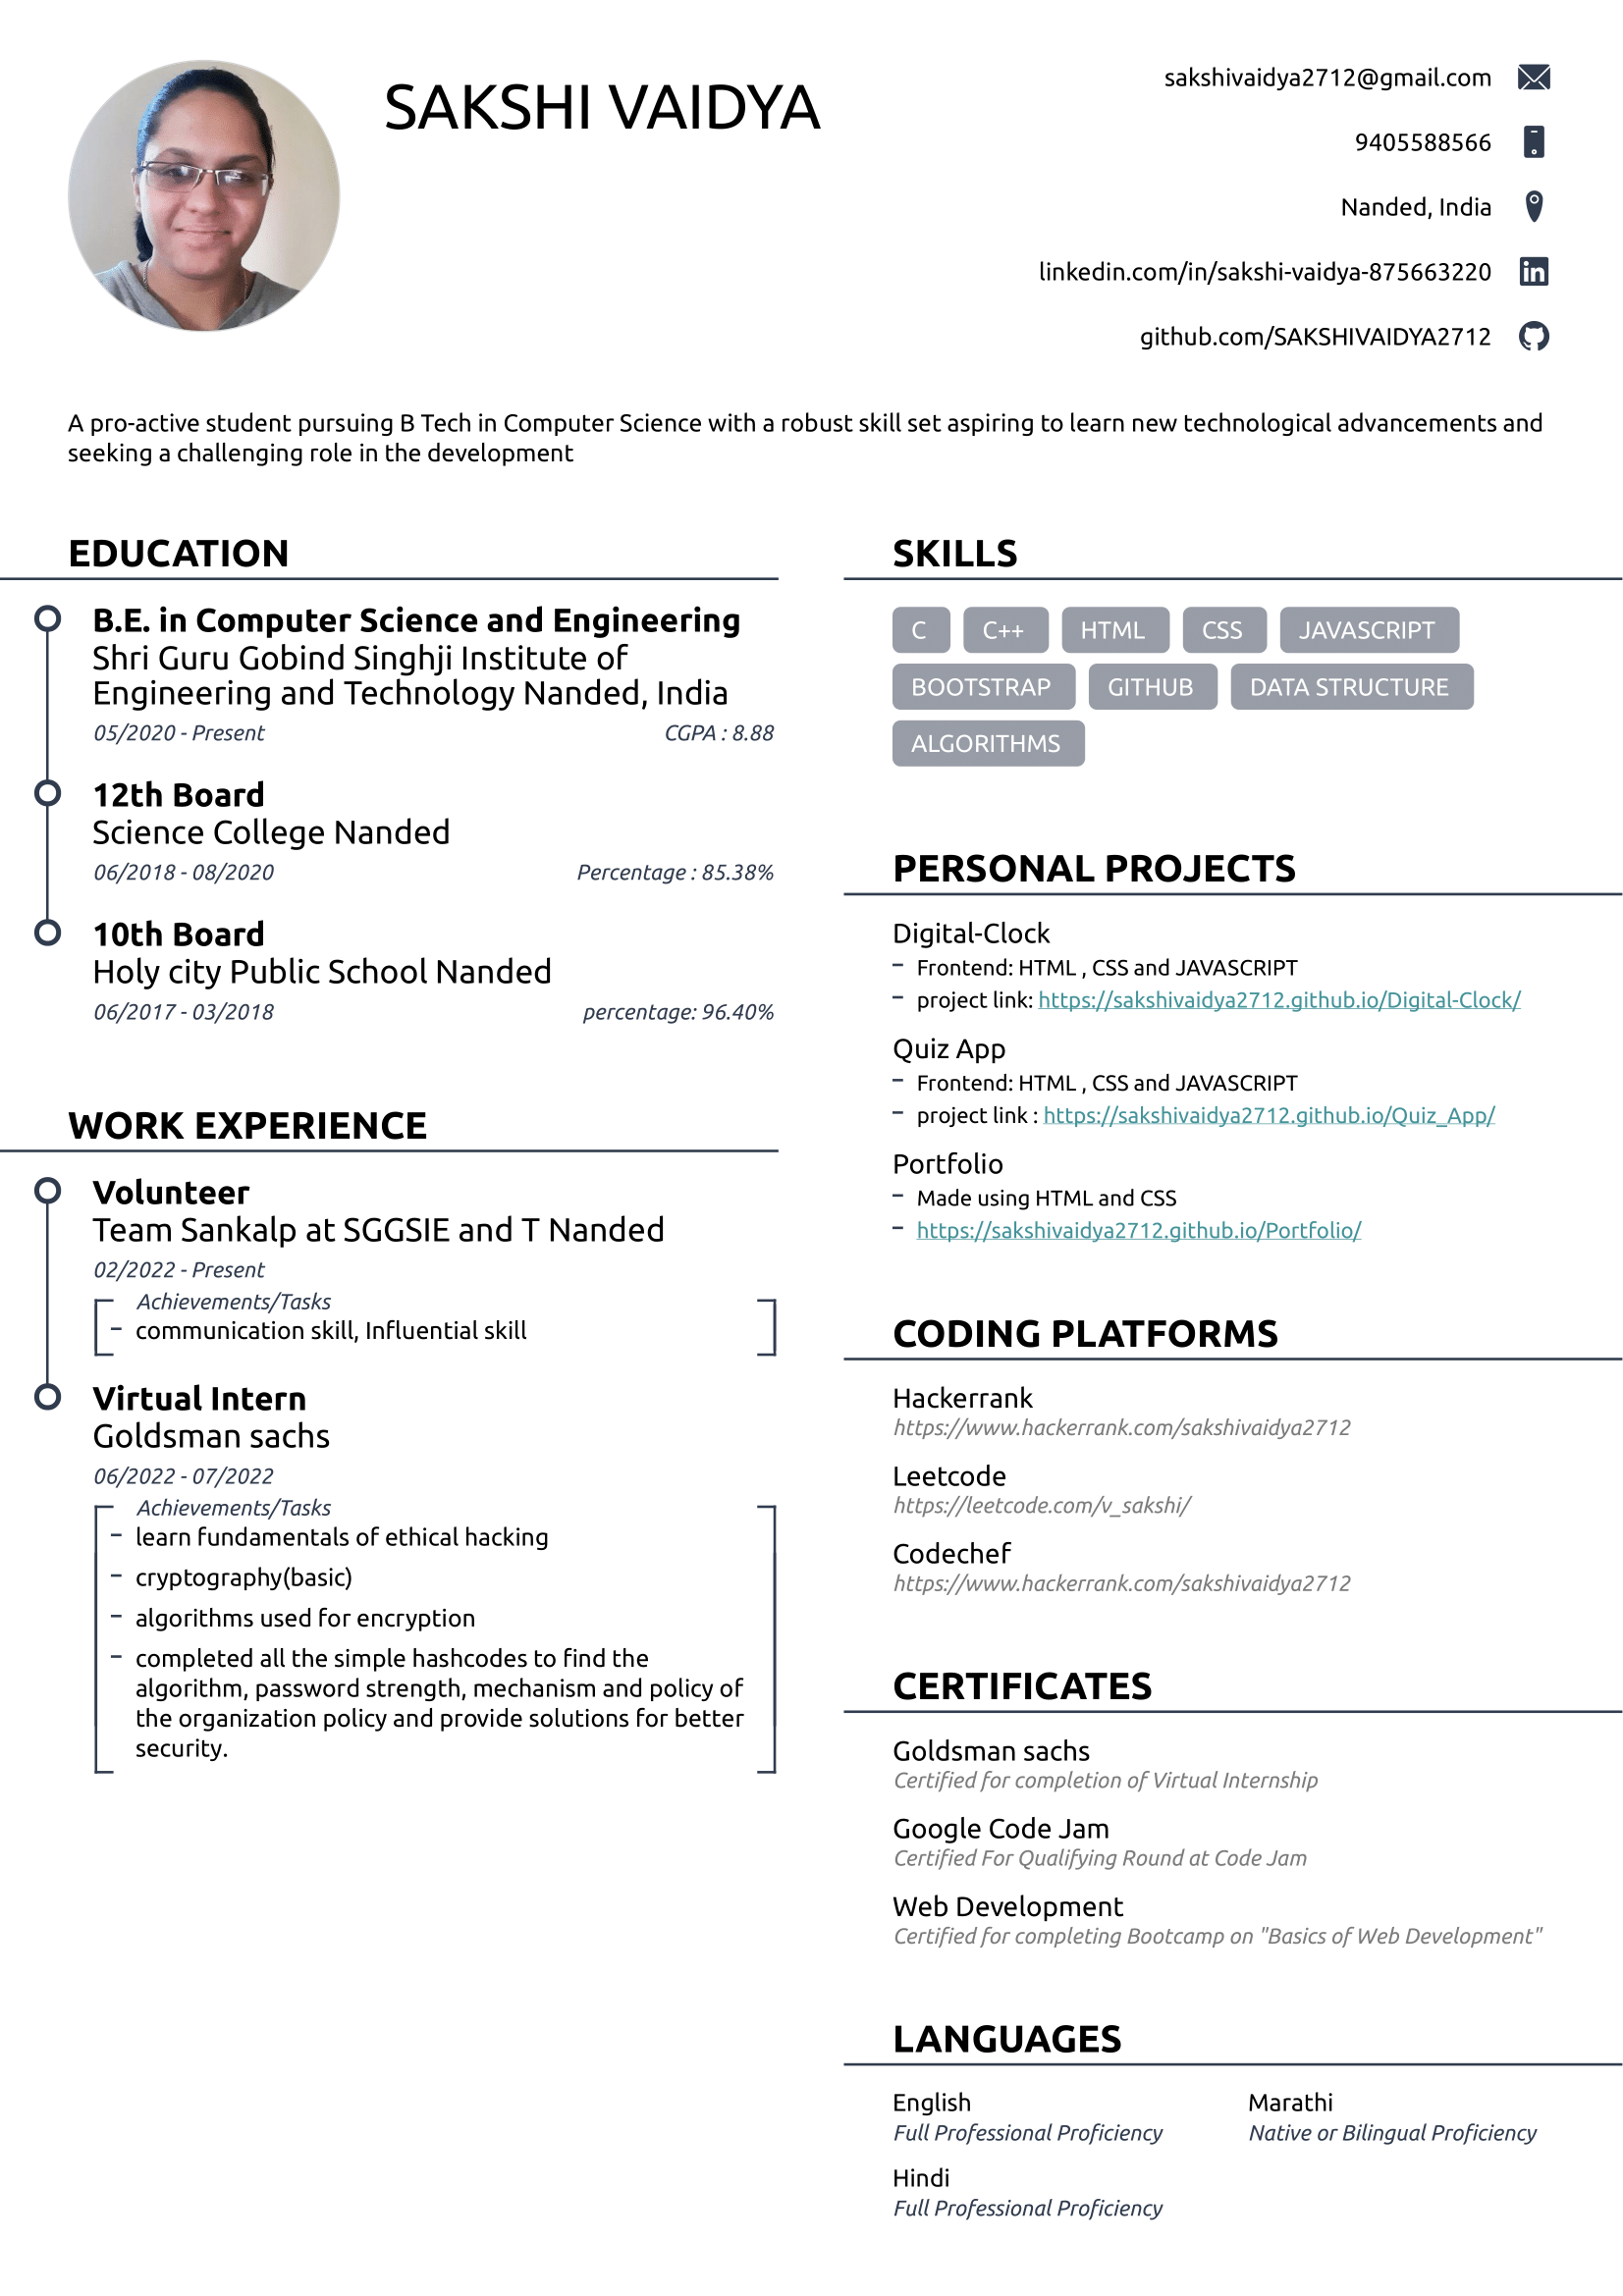 SAKSHI VAIDYA
sakshivaidya2712@gmail.com
9405588566
Nanded, India
linkedin.com/in/sakshi-vaidya-875663220
github.com/SAKSHIVAIDYA2712
A pro-active student pursuing B Tech in Computer Science with a robust skill set aspiring to learn new technological advancements and
seeking a challenging role in the development
EDUCATION
B.E. in Computer Science and Engineering
Shri Guru Gobind Singhji Institute of
Engineering and Technology Nanded, India
05/2020 - Present CGPA : 8.88
12th Board
Science College Nanded
06/2018 - 08/2020 Percentage : 85.38%
10th Board
Holy city Public School Nanded
06/2017 - 03/2018 percentage: 96.40%
WORK EXPERIENCE
Volunteer
Team Sankalp at SGGSIE and T Nanded
02/2022 - Present
Achievements/Tasks
– communication skill, Influential skill
Virtual Intern
Goldsman sachs
06/2022 - 07/2022
Achievements/Tasks
– learn fundamentals of ethical hacking
– cryptography(basic)
– algorithms used for encryption
– completed all the simple hashcodes to find the
algorithm, password strength, mechanism and policy of
the organization policy and provide solutions for better
security.
SKILLS
C C++ HTML CSS JAVASCRIPT
BOOTSTRAP GITHUB DATA STRUCTURE
ALGORITHMS
PERSONAL PROJECTS
Digital-Clock
– Frontend: HTML , CSS and JAVASCRIPT
– project link: https://sakshivaidya2712.github.io/Digital-Clock/
Quiz App
– Frontend: HTML , CSS and JAVASCRIPT
– project link : https://sakshivaidya2712.github.io/Quiz_App/
Portfolio
– Made using HTML and CSS
– https://sakshivaidya2712.github.io/Portfolio/
CODING PLATFORMS
Hackerrank
https://www.hackerrank.com/sakshivaidya2712
Leetcode
https://leetcode.com/v_sakshi/
Codechef
https://www.hackerrank.com/sakshivaidya2712
CERTIFICATES
Goldsman sachs
Certified for completion of Virtual Internship
Google Code Jam
Certified For Qualifying Round at Code Jam
Web Development
Certified for completing Bootcamp on "Basics of Web Development"
LANGUAGES
English Marathi
Full Professional Proficiency Native or Bilingual Proficiency
Hindi
Full Professional Proficiency